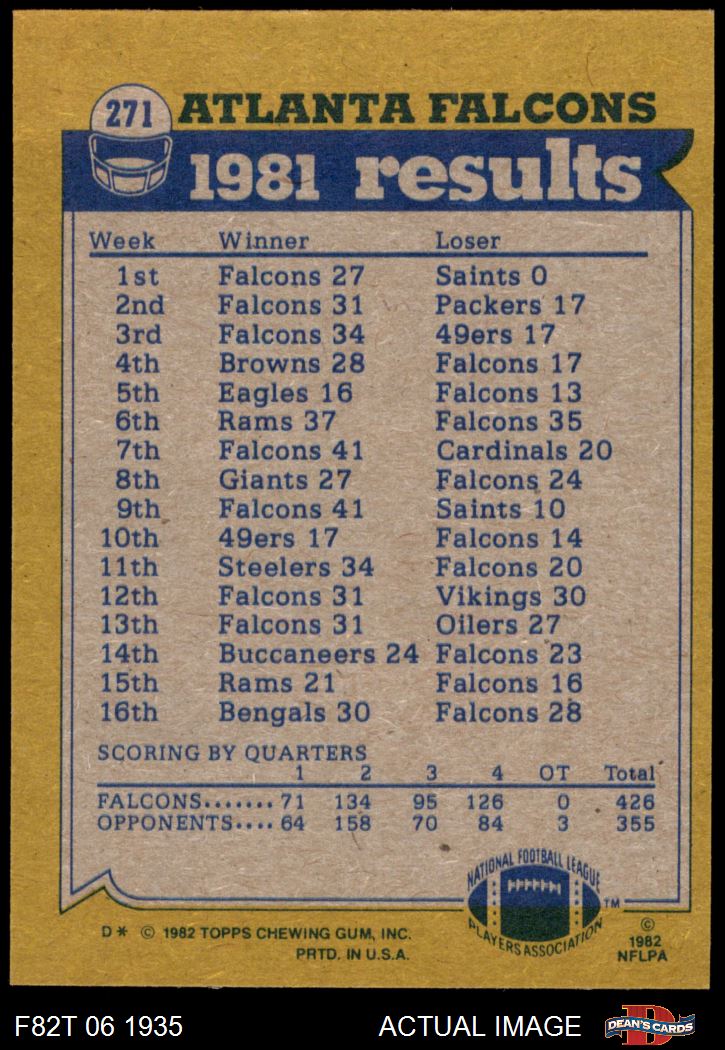 271 ATLANTA FALCONS
1981 results
Week Winner Loser
1st Falcons 27 Saints 0
2nd Falcons 31 Packers 17
3rd Falcons 34 49ers 17
4th Browns 28 Falcons 17
5th Eagles 16 Falcons 13
6th Rams 37 Falcons 35
7th Falcons 41 Cardinals 20
8th Giants 27 Falcons 24
9th Falcons 41 Saints 10
10th 49ers 17 Falcons 14
11th Steelers 34 Falcons 20
12th Falcons 31 Vikings 30
13th Falcons 31 Oilers 27
14th Buccaneers 24 Falcons 23
15th Rams 21 Falcons 16
16th Bengals 30 Falcons 28
SCORING BY QUARTERS
1 2 3 4 OT Total
FALCONS....... 71 134 95 126 0 426
OPPONENTS.... 64 158 70 84 3 355
NATIONAL FOOTBALL LEAGUE
PLAYERS ASSOCIATION
TM
D * © 1982 TOPPS CHEWING GUM, INC.
PRTD. IN U.S.A.
©
1982
NFLPA
F82T 06 1935 ACTUAL IMAGE
D
DEAN'S CARDS